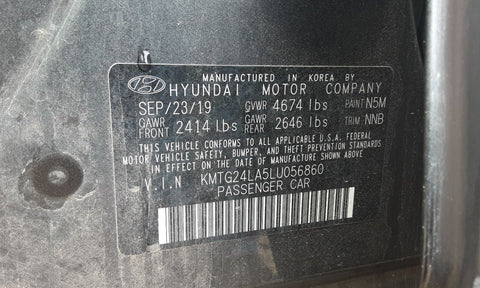 MANUFACTURED IN KOREA BY
HYUNDAI MOTOR COMPANY
SEP/23/19 GVWR 4674 lbs PAINT N5M
GAWR FRONT 2414 lbs GAWR REAR 2646 lbs TRIM NNB
THIS VEHICLE CONFORMS TO ALL APPLICABLE U.S.A. FEDERAL
MOTOR VEHICLE SAFETY, BUMPER, AND THEFT PREVENTION STANDARDS
IN EFFECT ON THE DATE OF MANUFACTURE SHOWN ABOVE.
V.I.N KMTG24LA5LU056860
PASSENGER CAR